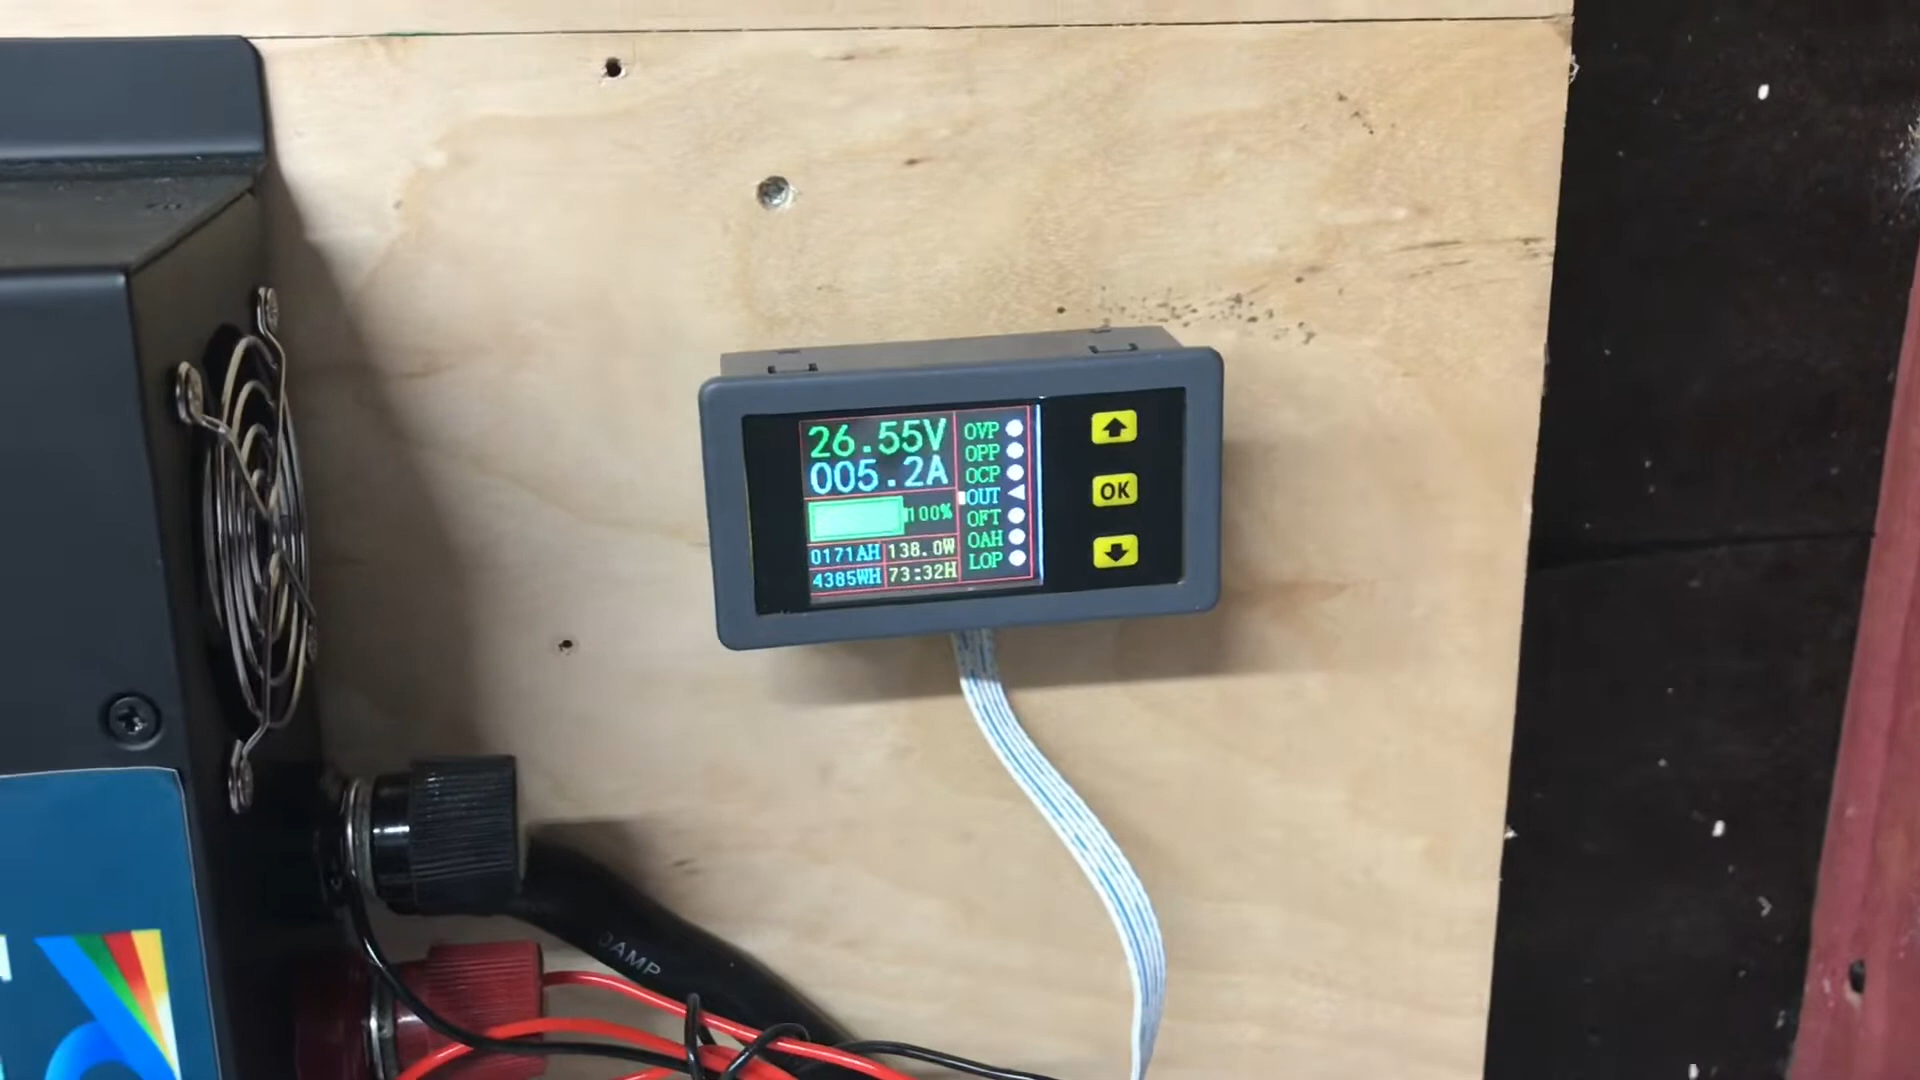 26.55V
005.2A
100%
0171AH
138.0W
4385WH
73:32H
OVP
OPP
OCP
OUT
OFT
OAH
LOP
OK
AMP